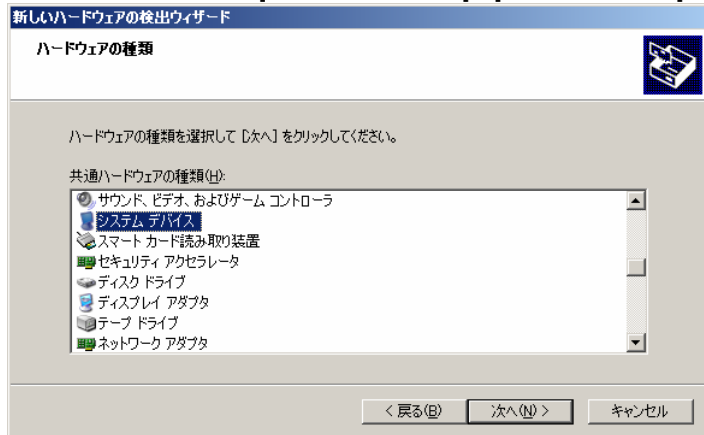 新しいハードウェアの検出ウィザード
ハードウェアの種類
ハードウェアの種類を選択して [次へ] をクリックしてください。
共通ハードウェアの種類(H):
サウンド、ビデオ、およびゲーム コントローラ
システム デバイス
スマート カード読み取り装置
セキュリティ アクセラレータ
ディスク ドライブ
ディスプレイ アダプタ
テープ ドライブ
ネットワーク アダプタ
< 戻る(B) 次へ(N) > キャンセル